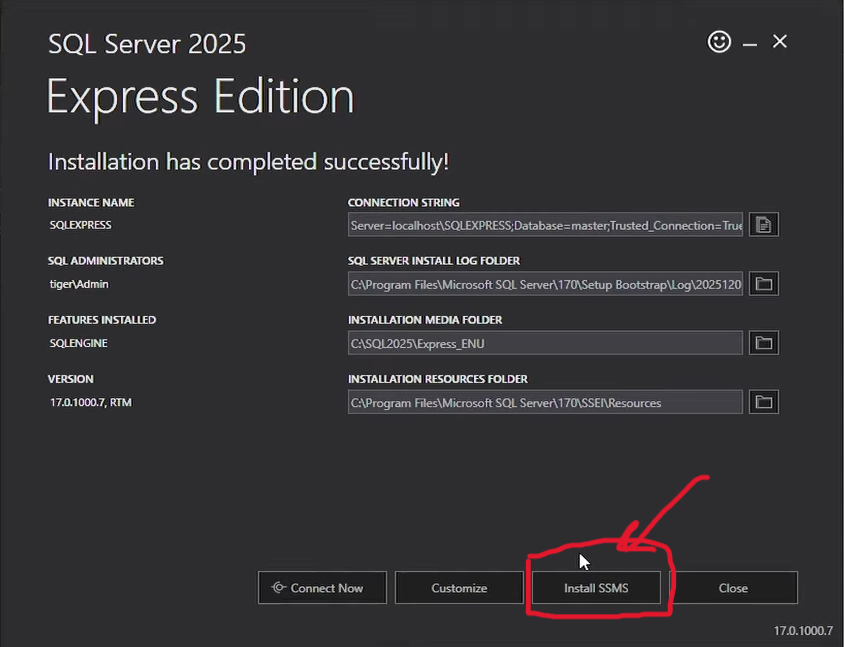 SQL Server 2025
Express Edition
Installation has completed successfully!
INSTANCE NAME
SQLEXPRESS
CONNECTION STRING
Server=localhost\SQLEXPRESS;Database=master;Trusted_Connection=True
SQL ADMINISTRATORS
tiger\Admin
SQL SERVER INSTALL LOG FOLDER
C:\Program Files\Microsoft SQL Server\170\Setup Bootstrap\Log\2025120
FEATURES INSTALLED
SQLENGINE
INSTALLATION MEDIA FOLDER
C:\SQL2025\Express_ENU
VERSION
17.0.1000.7, RTM
INSTALLATION RESOURCES FOLDER
C:\Program Files\Microsoft SQL Server\170\SSEI\Resources
Connect Now
Customize
Install SSMS
Close
17.0.1000.7